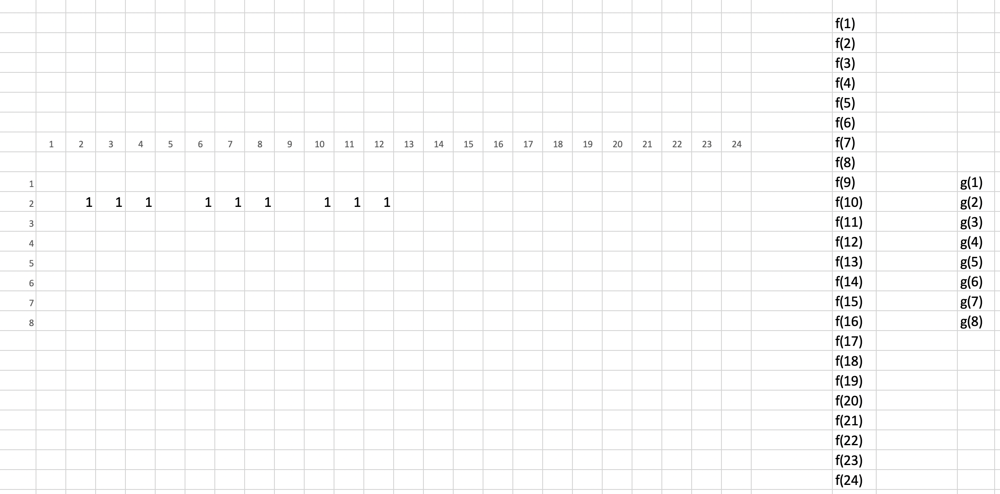 f(1)
f(2)
f(3)
f(4)
f(5)
f(6)
1 2 3 4 5 6 7 8 9 10 11 12 13 14 15 16 17 18 19 20 21 22 23 24 f(7)
f(8)
1 f(9) g(1)
2 1 1 1 1 1 1 1 1 1 f(10) g(2)
3 f(11) g(3)
4 f(12) g(4)
5 f(13) g(5)
6 f(14) g(6)
7 f(15) g(7)
8 f(16) g(8)
f(17)
f(18)
f(19)
f(20)
f(21)
f(22)
f(23)
f(24)